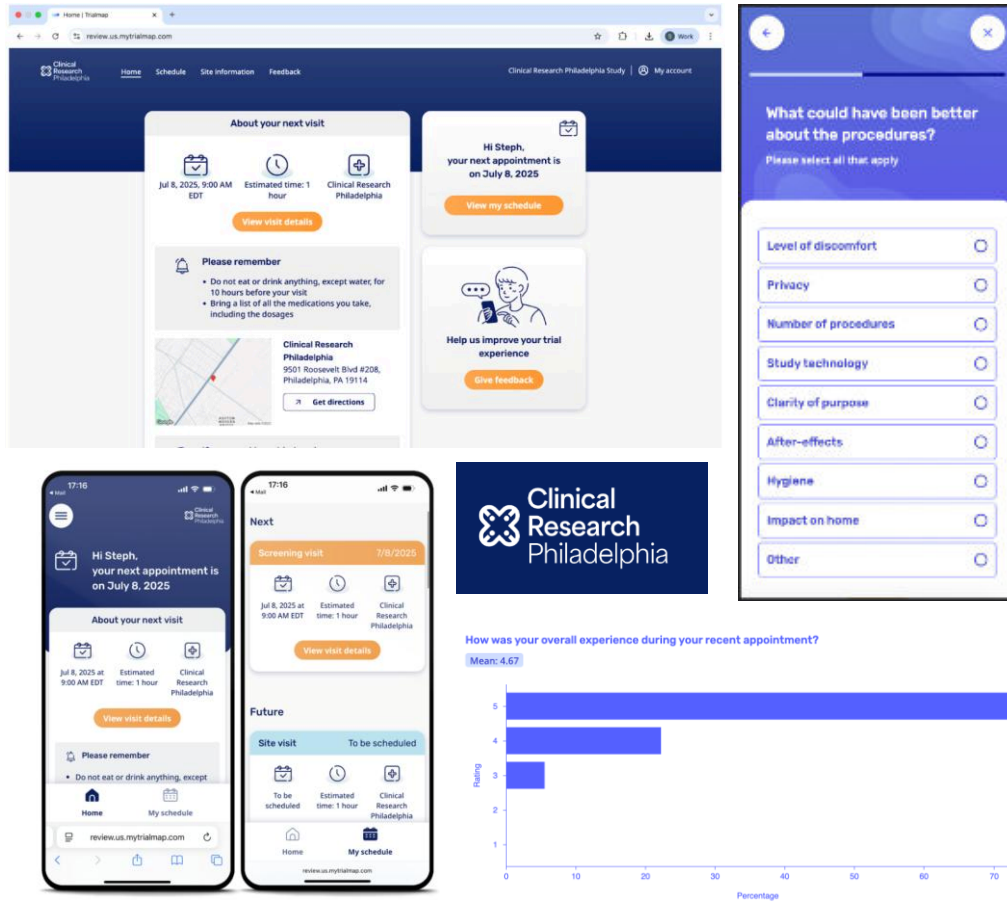 Home | Trialmap
review.us.mytrialmap.com
Work
Clinical
Research
Philadelphia
Home
Schedule
Site information
Feedback
Clinical Research Philadelphia Study
My account
About your next visit
Jul 8, 2025, 9:00 AM
EDT
Estimated time: 1
hour
Clinical Research
Philadelphia
View visit details
Please remember
• Do not eat or drink anything, except water, for
10 hours before your visit
• Bring a list of all the medications you take,
including the dosages
Clinical Research
Philadelphia
9501 Roosevelt Blvd #208,
Philadelphia, PA 19114
Get directions
Hi Steph,
your next appointment is
on July 8, 2025
View my schedule
Help us improve your trial
experience
Give feedback
What could have been better
about the procedures?
Please select all that apply
Level of discomfort
Privacy
Number of procedures
Study technology
Clarity of purpose
After-effects
Hygiene
Impact on home
Other
17:16
Mail
Clinical
Research
Philadelphia
Hi Steph,
your next appointment is
on July 8, 2025
About your next visit
Jul 8, 2025 at
9:00 AM EDT
Estimated
time: 1 hour
Clinical
Research
Philadelphia
View visit details
Please remember
• Do not eat or drink anything, except
Home
My schedule
review.us.mytrialmap.com
17:16
Mail
Next
Screening visit
7/8/2025
Jul 8, 2025 at
9:00 AM EDT
Estimated
time: 1 hour
Clinical
Research
Philadelphia
View visit details
Future
Site visit
To be scheduled
To be
scheduled
Estimated
time: 1 hour
Clinical
Research
Philadelphia
Home
My schedule
review.us.mytrialmap.com
Clinical
Research
Philadelphia
How was your overall experience during your recent appointment?
Mean: 4.67
Rating
5
4
3
2
1
0
10
20
30
40
50
60
70
Percentage